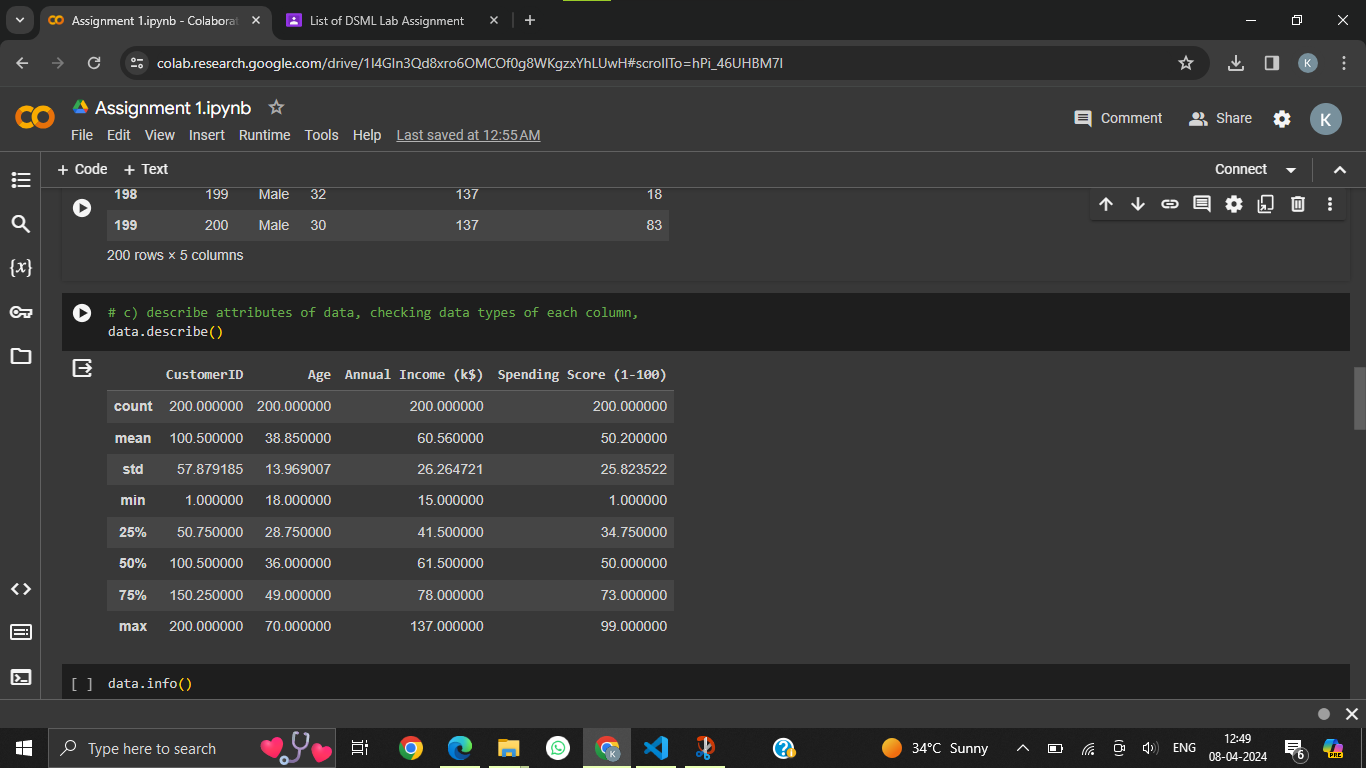 Assignment 1.ipynb - Colaborat
List of DSML Lab Assignment
colab.research.google.com/drive/1I4GIn3Qd8xro6OMCOf0g8WKgzxYhLUwH#scrollTo=hPi_46UHBM7I
K
Assignment 1.ipynb
File Edit View Insert Runtime Tools Help Last saved at 12:55 AM
Comment Share K
+ Code + Text Connect
198 199 Male 32 137 18
199 200 Male 30 137 83
200 rows × 5 columns
{x}
# c) describe attributes of data, checking data types of each column,
data.describe()
CustomerID Age Annual Income (k$) Spending Score (1-100)
count 200.000000 200.000000 200.000000 200.000000
mean 100.500000 38.850000 60.560000 50.200000
std 57.879185 13.969007 26.264721 25.823522
min 1.000000 18.000000 15.000000 1.000000
25% 50.750000 28.750000 41.500000 34.750000
50% 100.500000 36.000000 61.500000 50.000000
75% 150.250000 49.000000 78.000000 73.000000
max 200.000000 70.000000 137.000000 99.000000
[ ] data.info()
Type here to search
K
34°C Sunny
ENG
12:49
08-04-2024
6
PRE